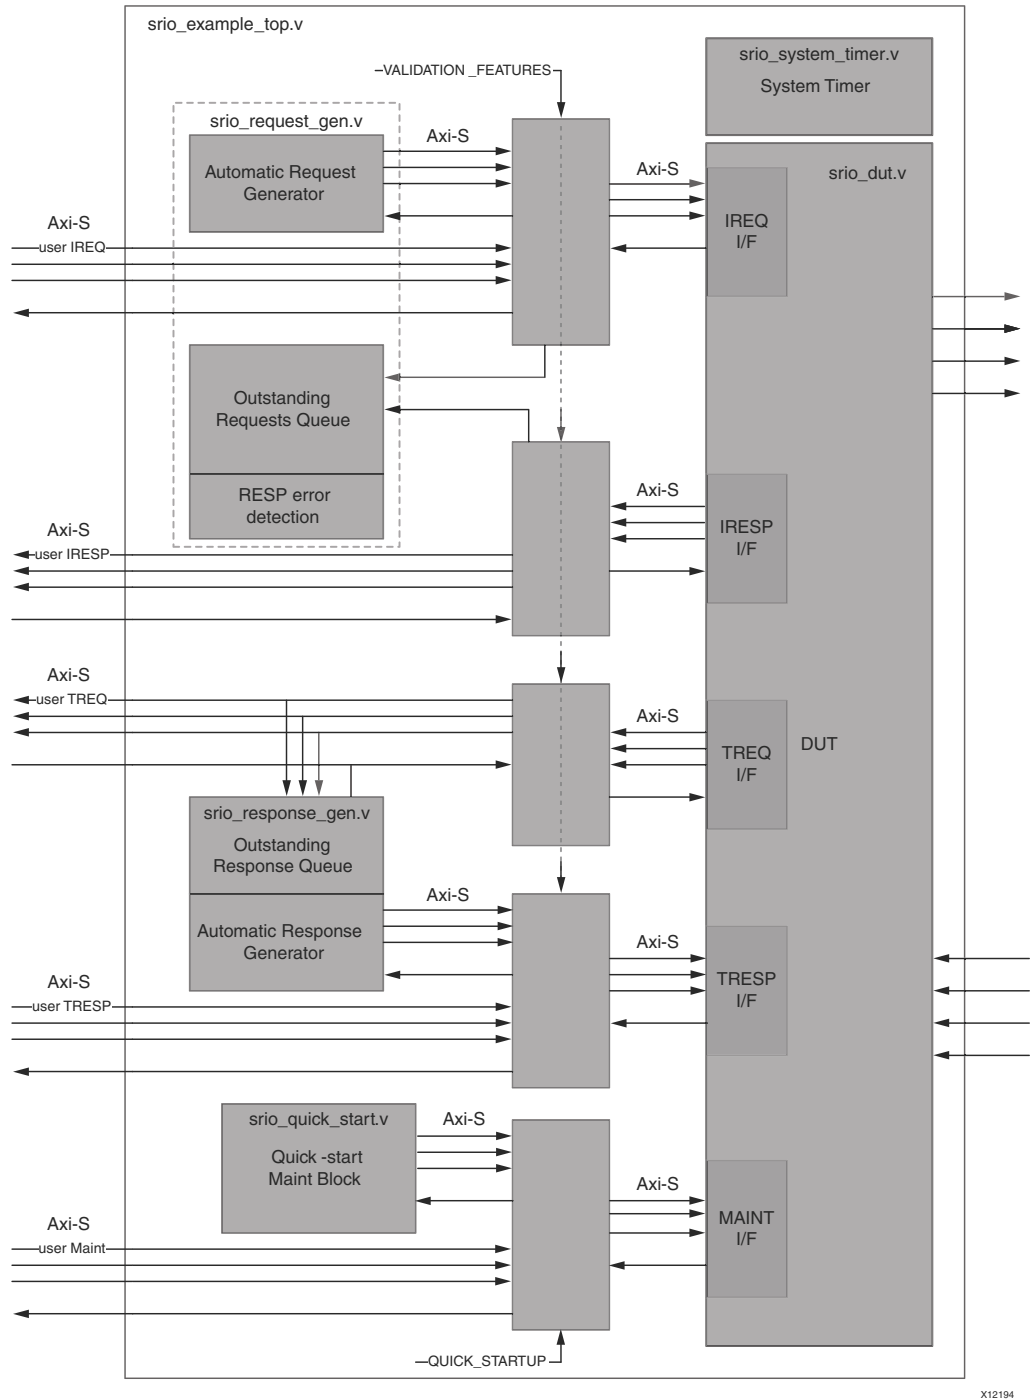 srio_example_top.v
srio_system_timer.v
System Timer
VALIDATION _FEATURES
srio_request_gen.v
Axi-S
Automatic Request
Generator
Axi-S
srio_dut.v
IREQ
I/F
Axi-S
user IREQ
Outstanding
Requests Queue
RESP error
detection
Axi-S
IRESP
I/F
Axi-S
user IRESP
Axi-S
user TREQ
Axi-S
TREQ
I/F
DUT
srio_response_gen.v
Outstanding
Response Queue
Axi-S
Automatic Response
Generator
Axi-S
TRESP
I/F
Axi-S
user TRESP
srio_quick_start.v
Axi-S
Quick -start
Maint Block
Axi-S
MAINT
I/F
Axi-S
user Maint
QUICK_STARTUP
X12194